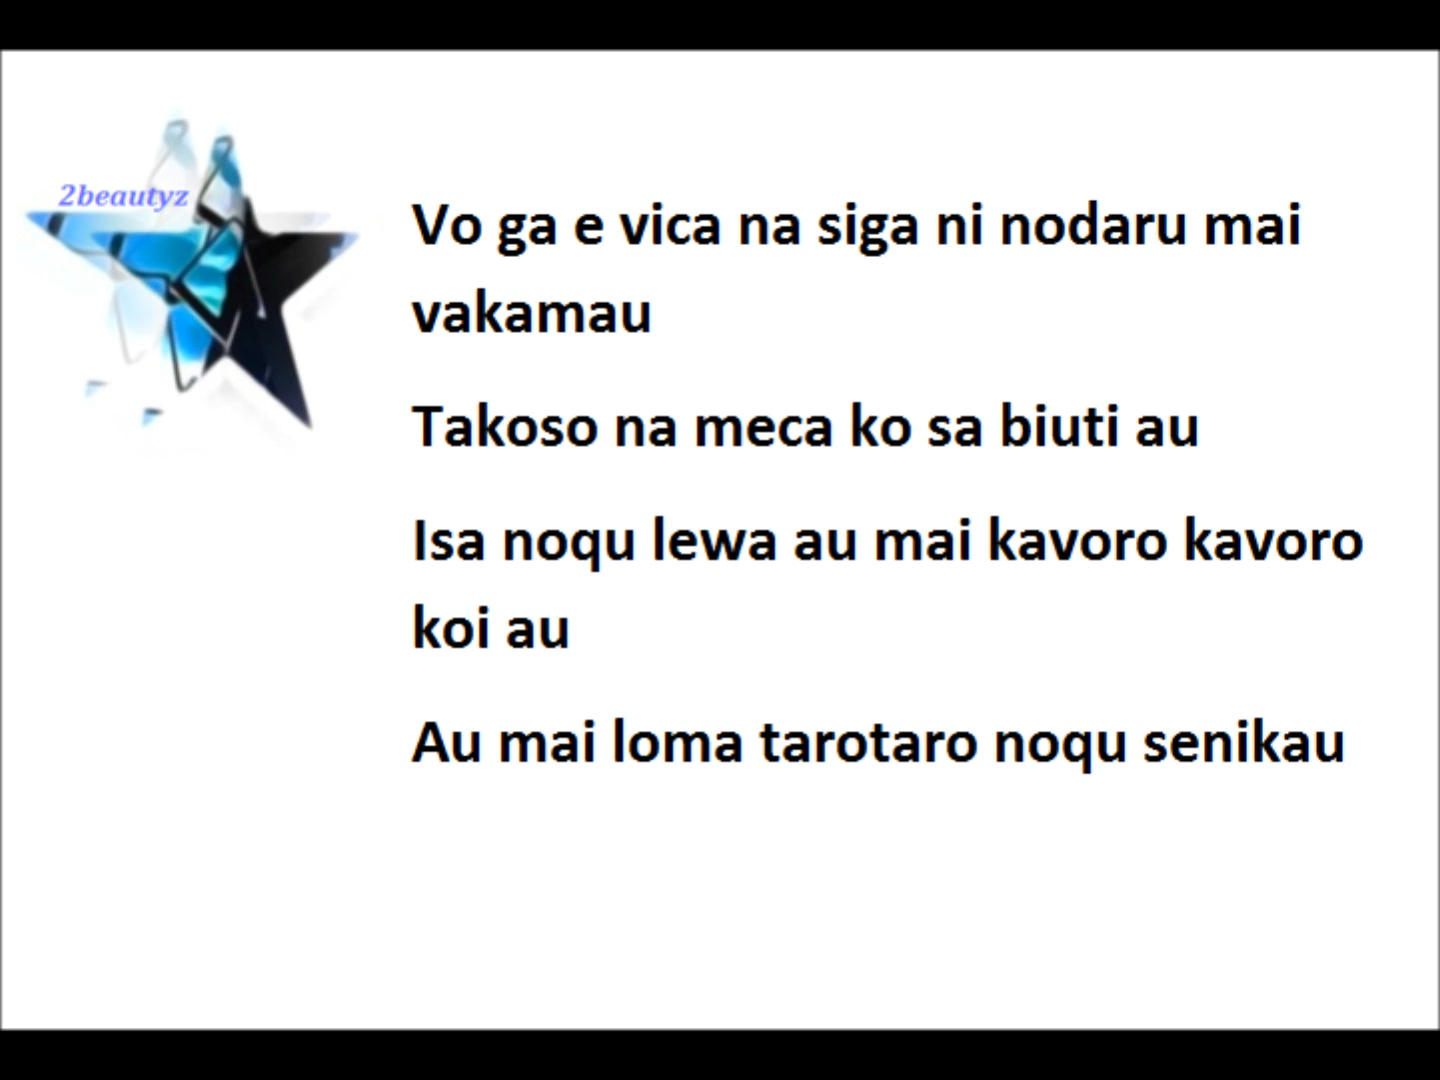 2beautyz
Vo ga e vica na siga ni nodaru mai
vakamau
Takoso na meca ko sa biuti au
Isa noqu lewa au mai kavoro kavoro
koi au
Au mai loma tarotaro noqu senikau